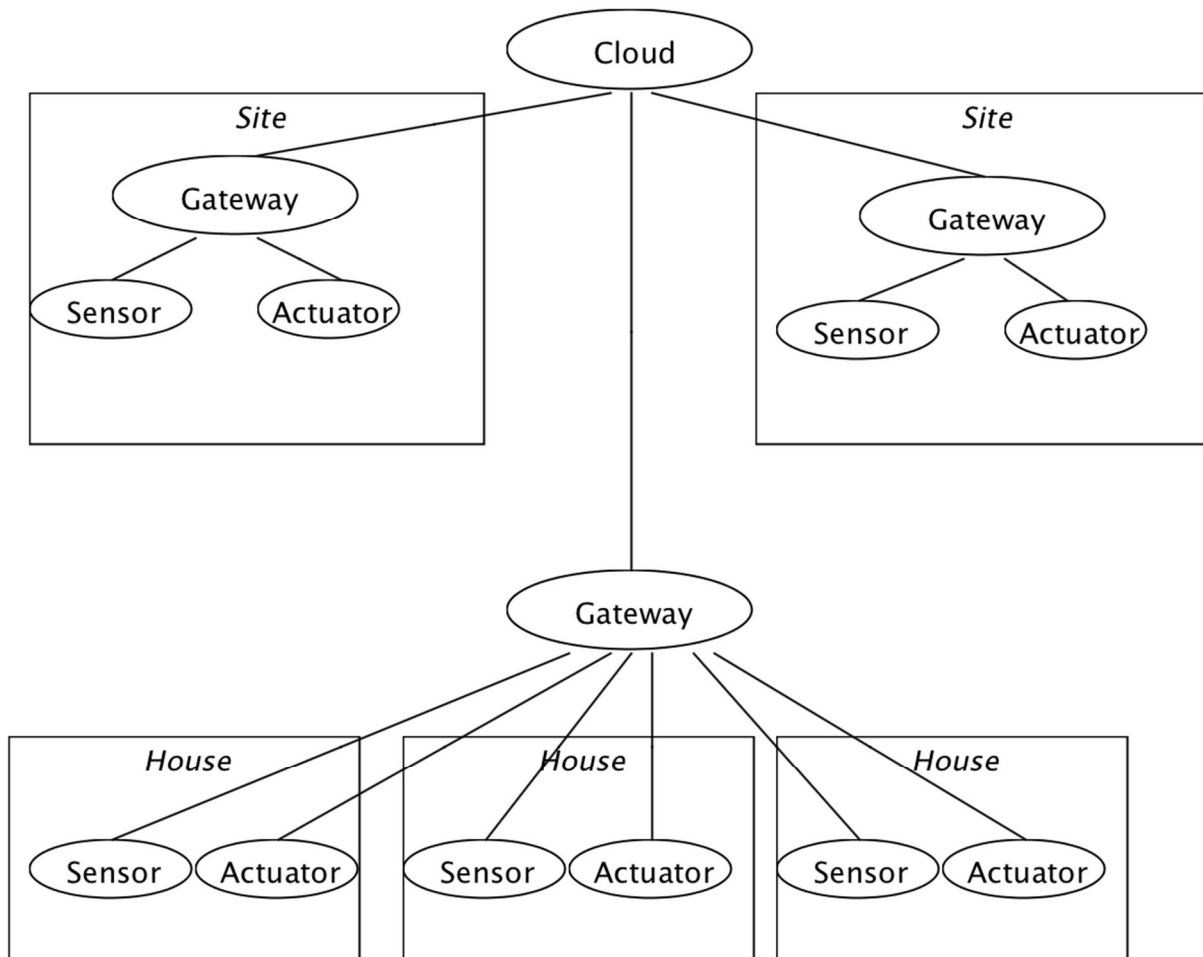 Cloud
Site
Site
Gateway
Gateway
Sensor
Actuator
Sensor
Actuator
Gateway
House
House
House
Sensor
Actuator
Sensor
Actuator
Sensor
Actuator